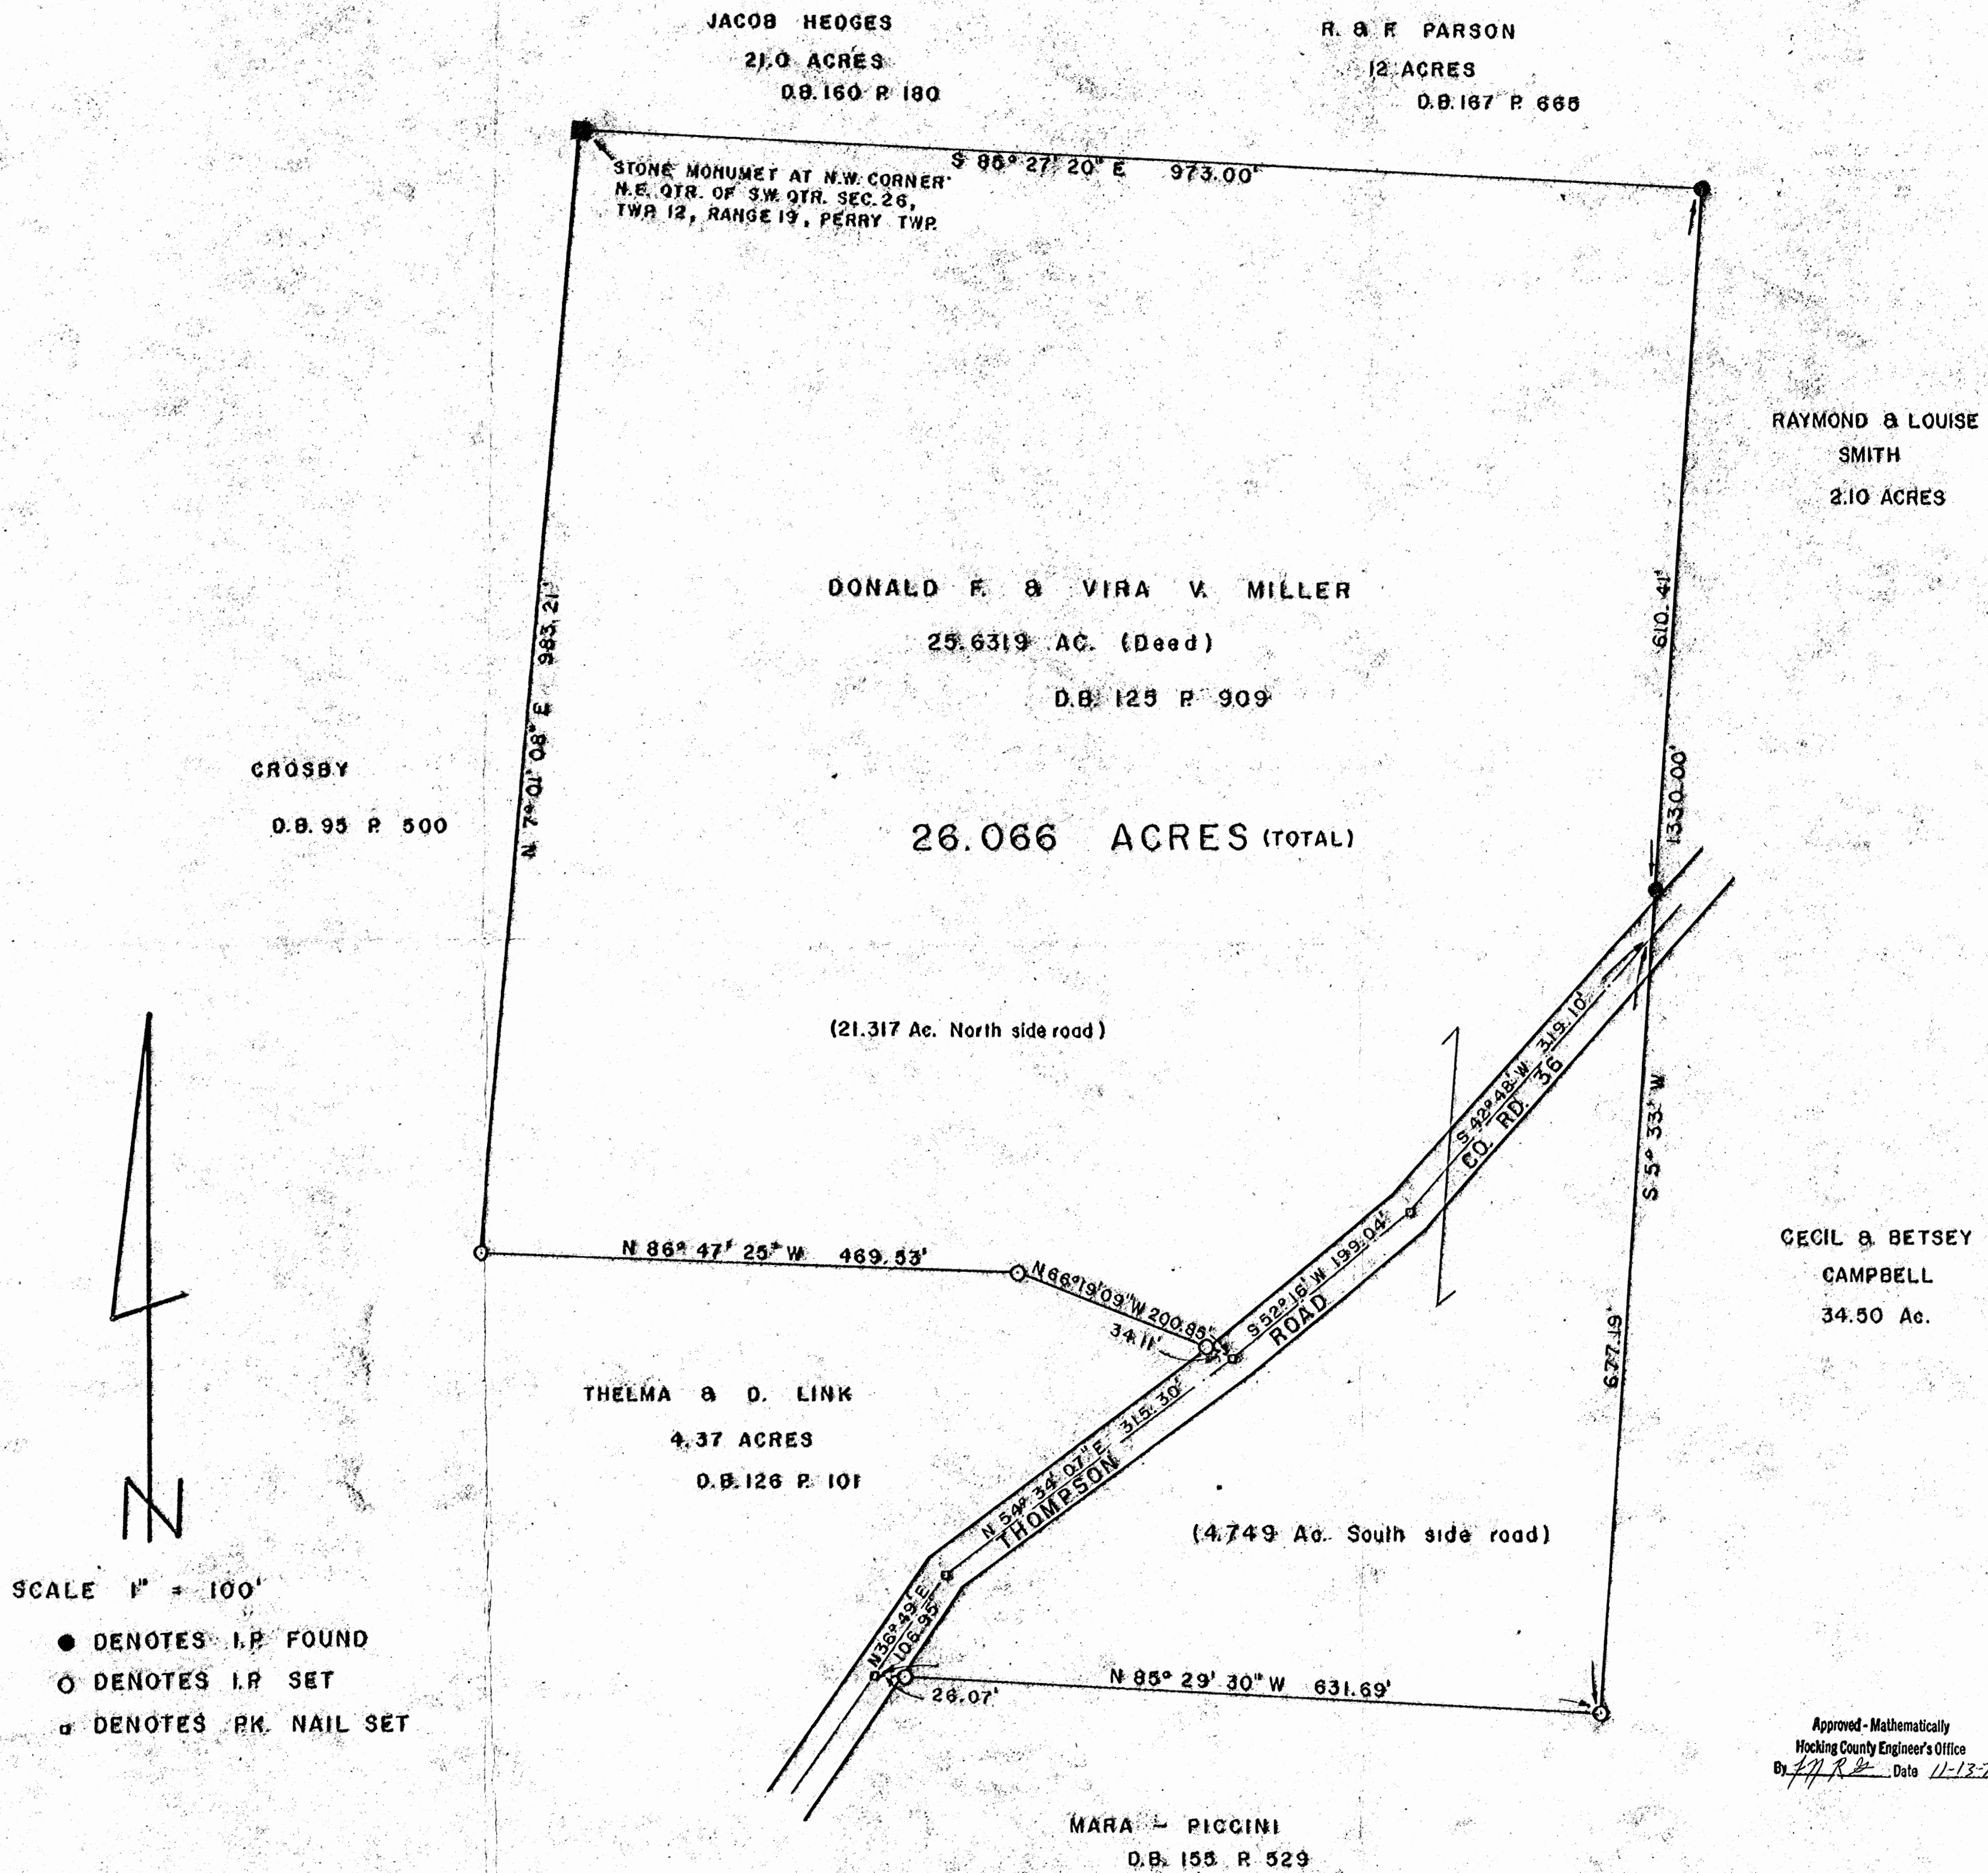 JACOB HEDGES
21.0 ACRES
D.B. 160 P. 180
R. & F. PARSON
12 ACRES
D.B. 167 P. 665
STONE MONUMET AT N.W. CORNER
N.E. QTR. OF S.W. QTR. SEC. 26,
TWP. 12, RANGE 19, PERRY TWP.
S 85° 27' 20" E 973.00'
RAYMOND & LOUISE
SMITH
2.10 ACRES
610.41'
1330.00'
N 7° 01' 08" E 983.21'
DONALD F. & VIRA V. MILLER
25.6319 AC. (Deed)
D.B. 125 P. 909
CROSBY
D.B. 95 P. 500
26.066 ACRES (TOTAL)
(21.317 Ac. North side road)
S 42° 48' W 319.10'
CO. RD. 36
S 5° 33' W
677.19'
CECIL & BETSEY
CAMPBELL
34.50 Ac.
N 86° 47' 25" W 469.53'
N 66° 19' 09" W 200.85'
34.11'
S 52° 16' W 199.04'
ROAD
THELMA & D. LINK
4.37 ACRES
D.B. 126 P. 101
N 54° 34' 07" E 315.30'
THOMPSON
(4.749 Ac. South side road)
N 36° 49' E
106.95'
26.07'
N 85° 29' 30" W 631.69'
N
SCALE 1" = 100'
DENOTES I.P. FOUND
DENOTES I.P. SET
DENOTES P.K. NAIL SET
Approved - Mathematically
Hocking County Engineer's Office
By Date 11-13-7
MARA - PICCINI
D.B. 155 P. 529